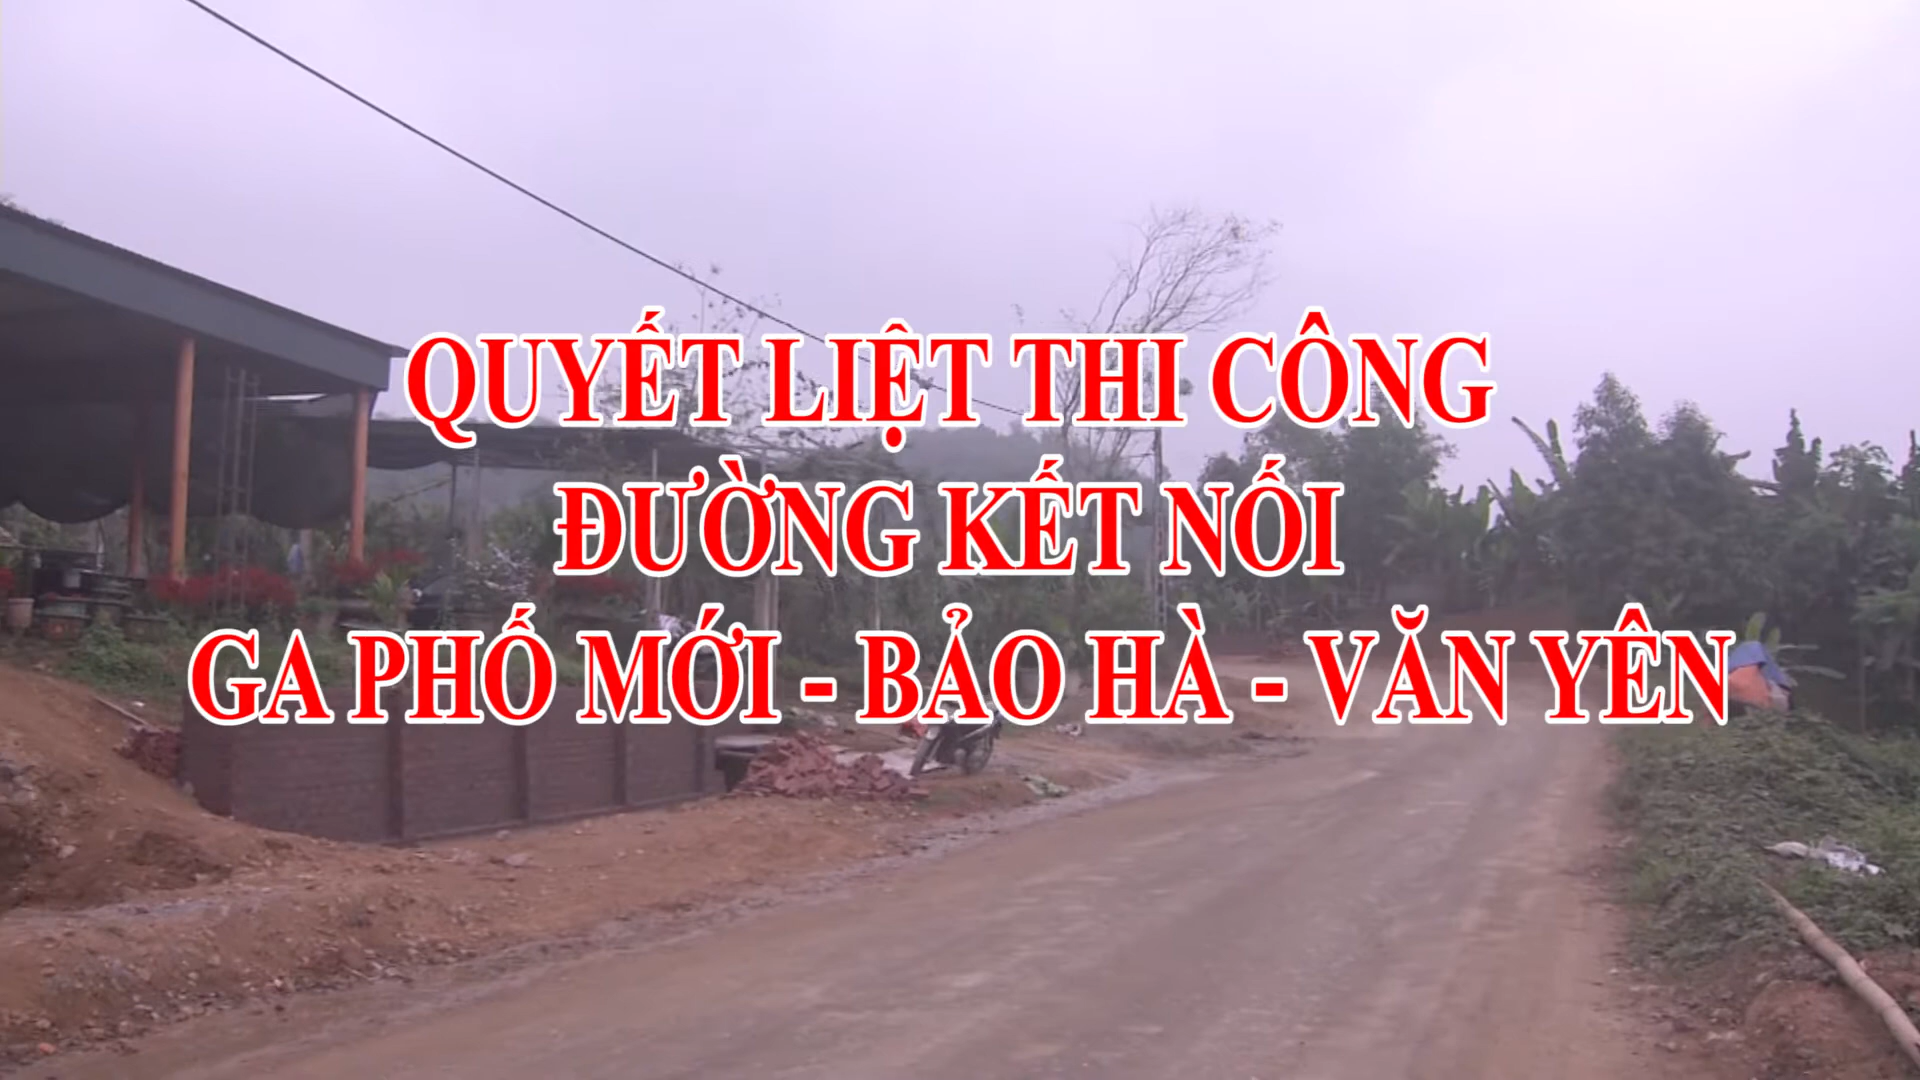 QUYẾT LIỆT THI CÔNG
ĐƯỜNG KẾT NỐI
GA PHỐ MỚI - BẢO HÀ - VĂN YÊN